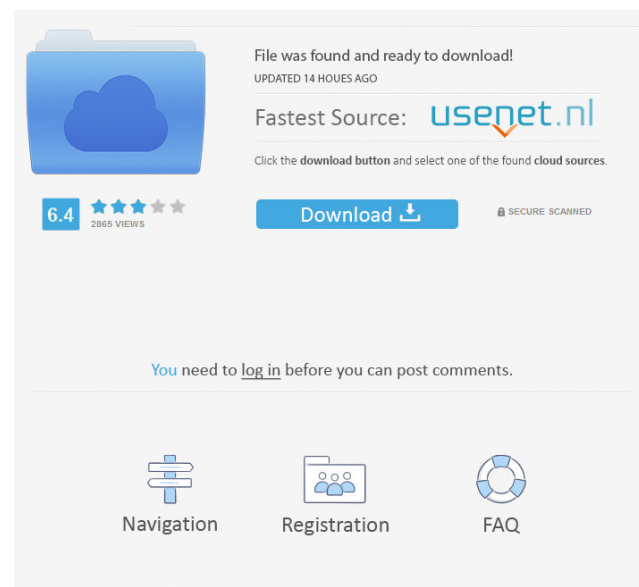 File was found and ready to download!
UPDATED 14 HOUES AGO
Fastest Source: usenet.nl
Click the download button and select one of the found cloud sources.
6.4
2865 VIEWS
Download
SECURE SCANNED
You need to log in before you can post comments.
Navigation
Registration
FAQ